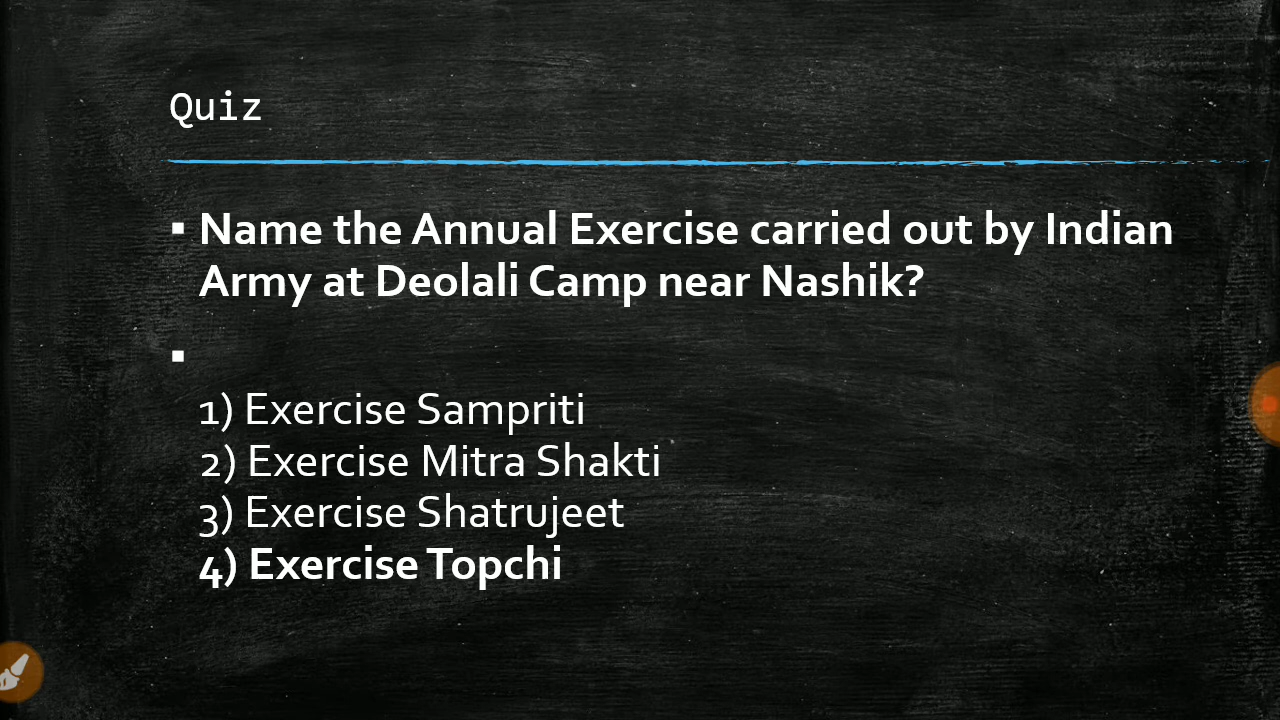 Quiz
▪ Name the Annual Exercise carried out by Indian
Army at Deolali Camp near Nashik?
▪
1) Exercise Sampriti
2) Exercise Mitra Shakti
3) Exercise Shatrujeet
4) Exercise Topchi